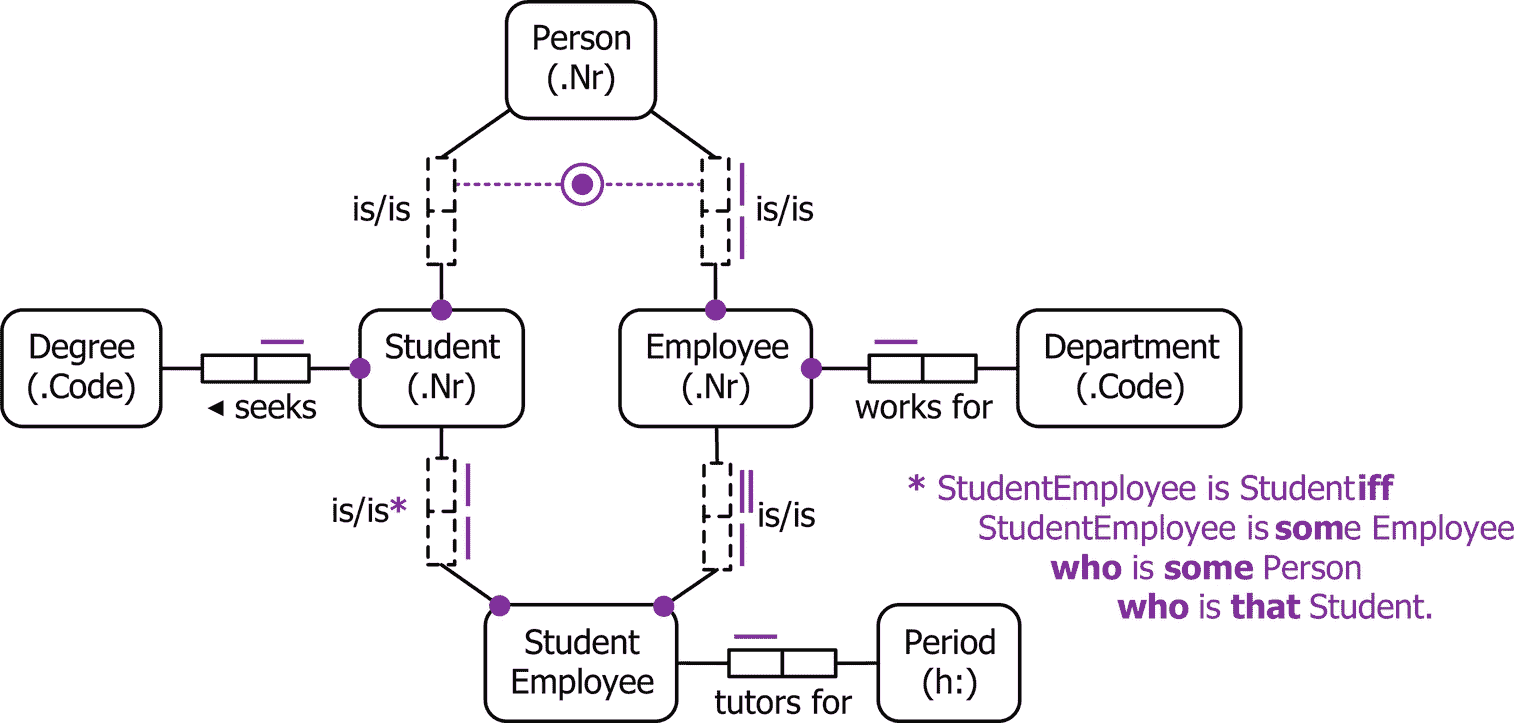 Person
(.Nr)
is/is
is/is
Degree
(.Code)
◄ seeks
Student
(.Nr)
Employee
(.Nr)
works for
Department
(.Code)
is/is*
is/is
* StudentEmployee is Studentiff
StudentEmployee is some Employee
who is some Person
who is that Student.
Student
Employee
tutors for
Period
(h:)